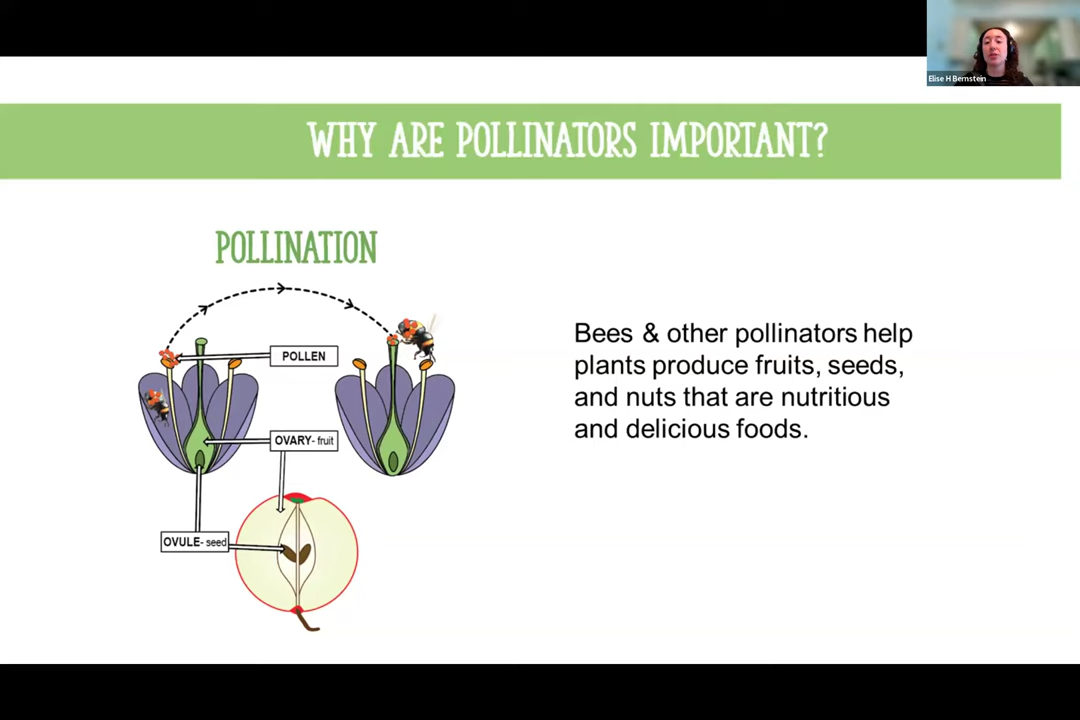 Elise H Bernstein
WHY ARE POLLINATORS IMPORTANT?
POLLINATION
POLLEN
OVARY- fruit
OVULE- seed
Bees & other pollinators help
plants produce fruits, seeds,
and nuts that are nutritious
and delicious foods.